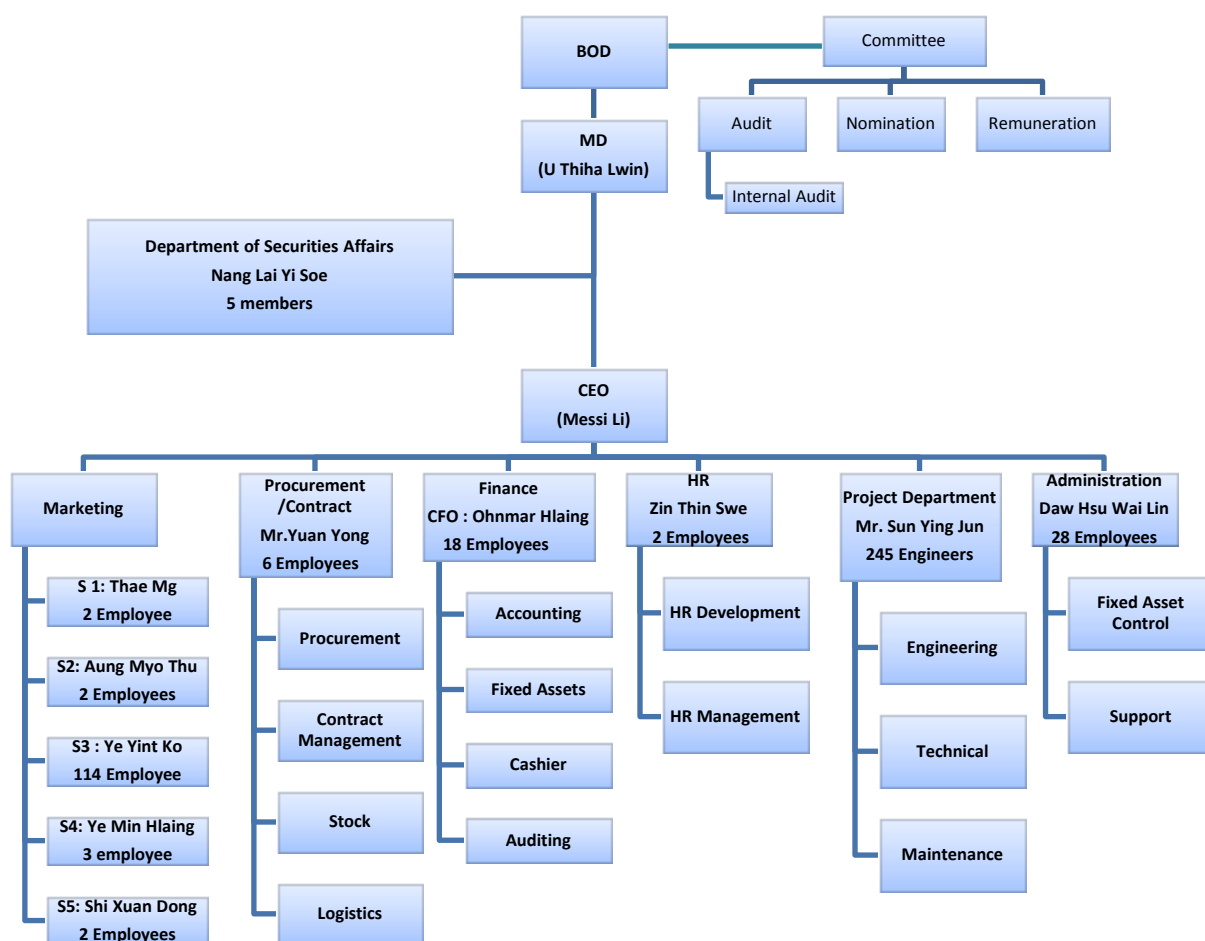 BOD
Committee
Audit
Nomination
Remuneration
Internal Audit
MD
(U Thiha Lwin)
Department of Securities Affairs
Nang Lai Yi Soe
5 members
CEO
(Messi Li)
Marketing
S 1: Thae Mg
2 Employee
S2: Aung Myo Thu
2 Employees
S3 : Ye Yint Ko
114 Employee
S4: Ye Min Hlaing
3 employee
S5: Shi Xuan Dong
2 Employees
Procurement
/Contract
Mr.Yuan Yong
6 Employees
Procurement
Contract
Management
Stock
Logistics
Finance
CFO : Ohnmar Hlaing
18 Employees
Accounting
Fixed Assets
Cashier
Auditing
HR
Zin Thin Swe
2 Employees
HR Development
HR Management
Project Department
Mr. Sun Ying Jun
245 Engineers
Engineering
Technical
Maintenance
Administration
Daw Hsu Wai Lin
28 Employees
Fixed Asset
Control
Support